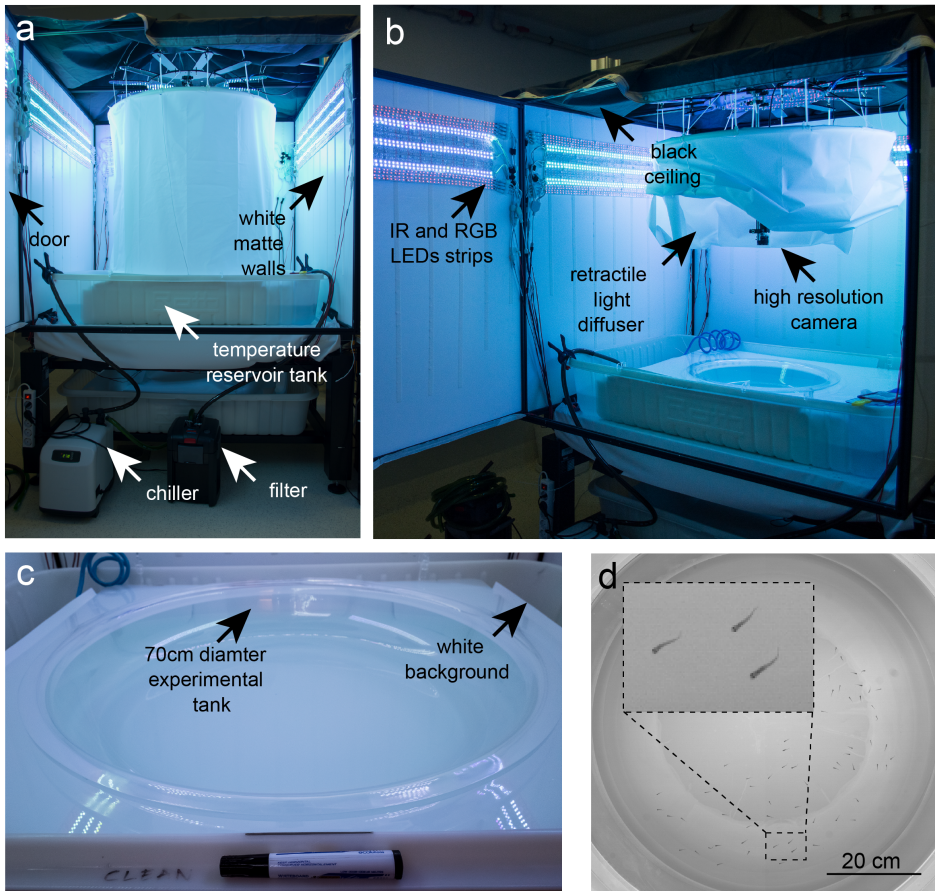 a
door
white
matte
walls
temperature
reservoir tank
chiller
filter
b
black
ceiling
IR and RGB
LEDs strips
retractile
light
diffuser
high resolution
camera
c
70cm diamter
experimental
tank
white
background
CLEAN
d
20 cm